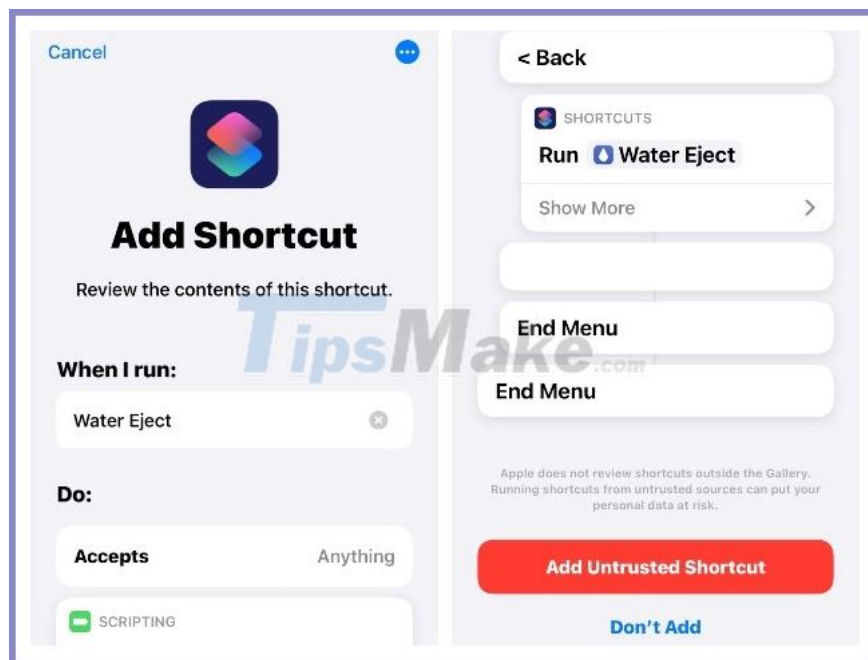 Cancel
Add Shortcut
Review the contents of this shortcut.
When I run:
Water Eject
Do:
Accepts Anything
SCRIPTING
< Back
SHORTCUTS
Run Water Eject
Show More
End Menu
End Menu
Apple does not review shortcuts outside the Gallery.
Running shortcuts from untrusted sources can put your
personal data at risk.
Add Untrusted Shortcut
Don't Add
TipsMake.com